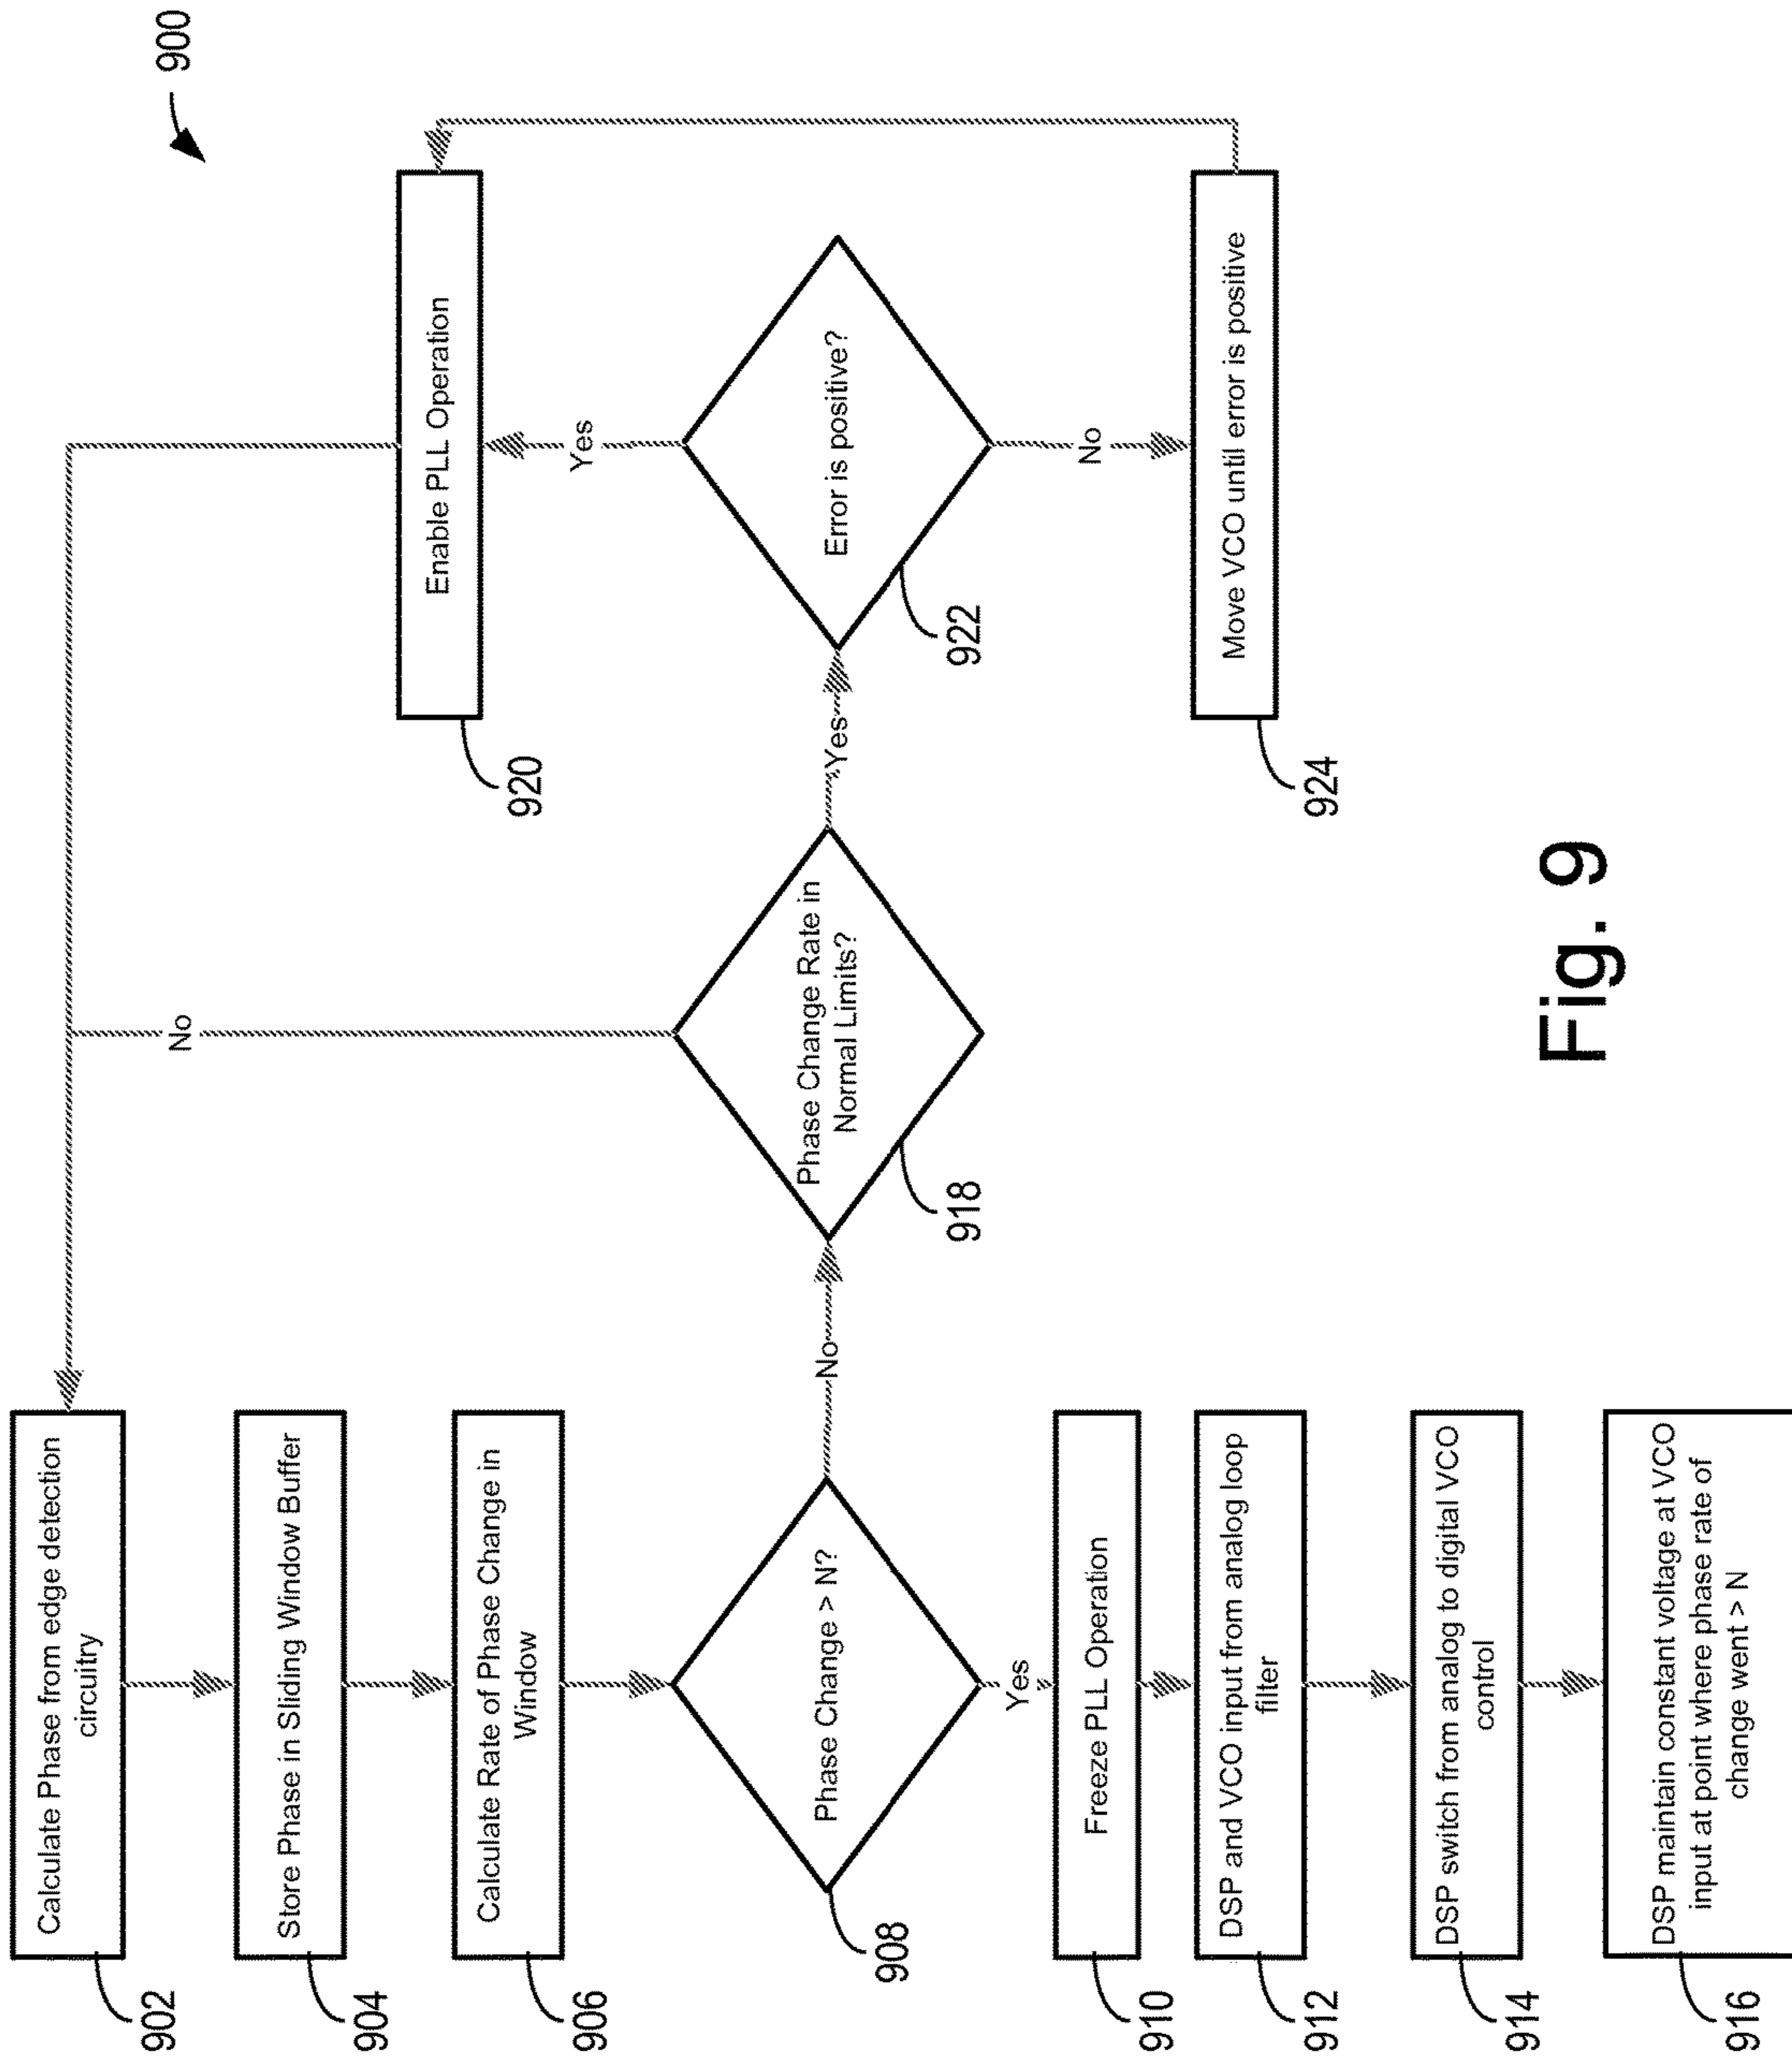 900
Calculate Phase from edge detection
circuitry
902
Store Phase in Sliding Window Buffer
904
Calculate Rate of Phase Change in
Window
906
Phase Change > N?
908
No
Yes
Freeze PLL Operation
910
DSP and VCO input from analog loop
filter
912
DSP switch from analog to digital VCO
control
914
DSP maintain constant voltage at VCO
input at point where phase rate of
change went > N
916
Phase Change Rate in
Normal Limits?
918
No
Yes
Enable PLL Operation
920
Yes
Error is positive?
922
No
Move VCO until error is positive
924
Fig. 9